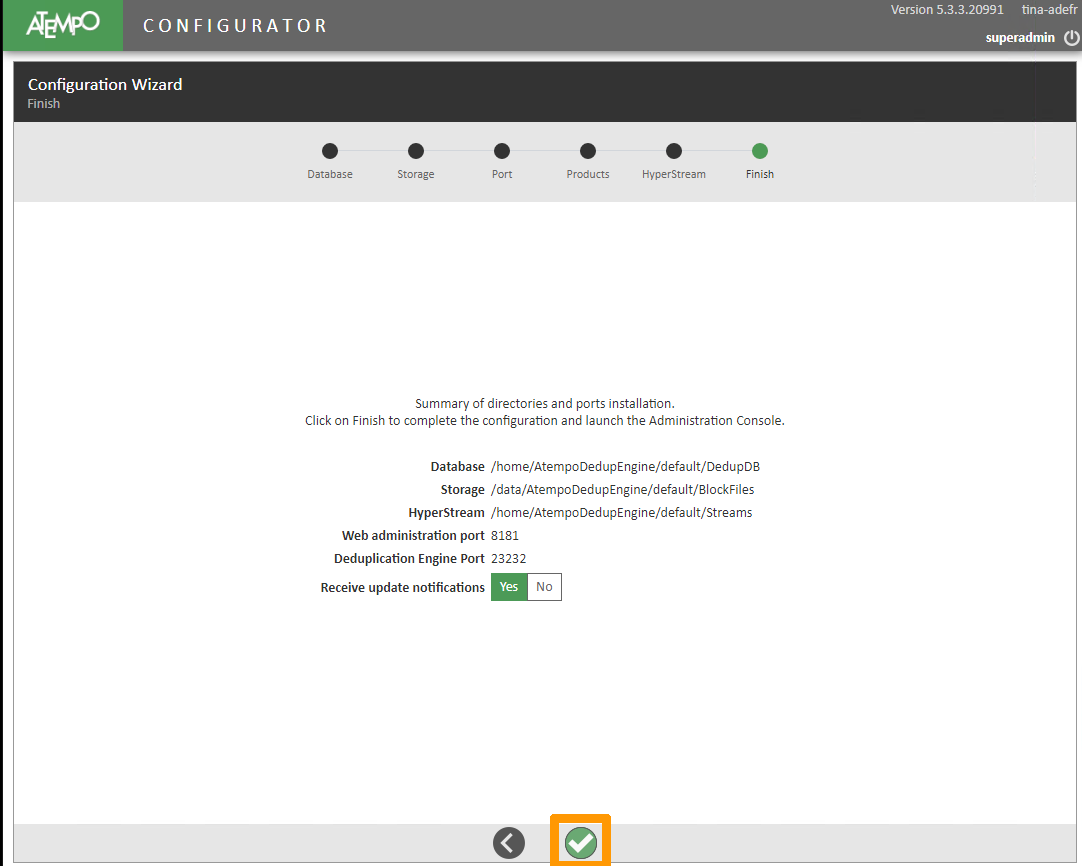 ATEMPO
CONFIGURATOR
Version 5.3.3.20991 tina-adefr
superadmin
Configuration Wizard
Finish
Database Storage Port Products HyperStream Finish
Summary of directories and ports installation.
Click on Finish to complete the configuration and launch the Administration Console.
Database /home/AtempoDedupEngine/default/DedupDB
Storage /data/AtempoDedupEngine/default/BlockFiles
HyperStream /home/AtempoDedupEngine/default/Streams
Web administration port 8181
Deduplication Engine Port 23232
Receive update notifications Yes No